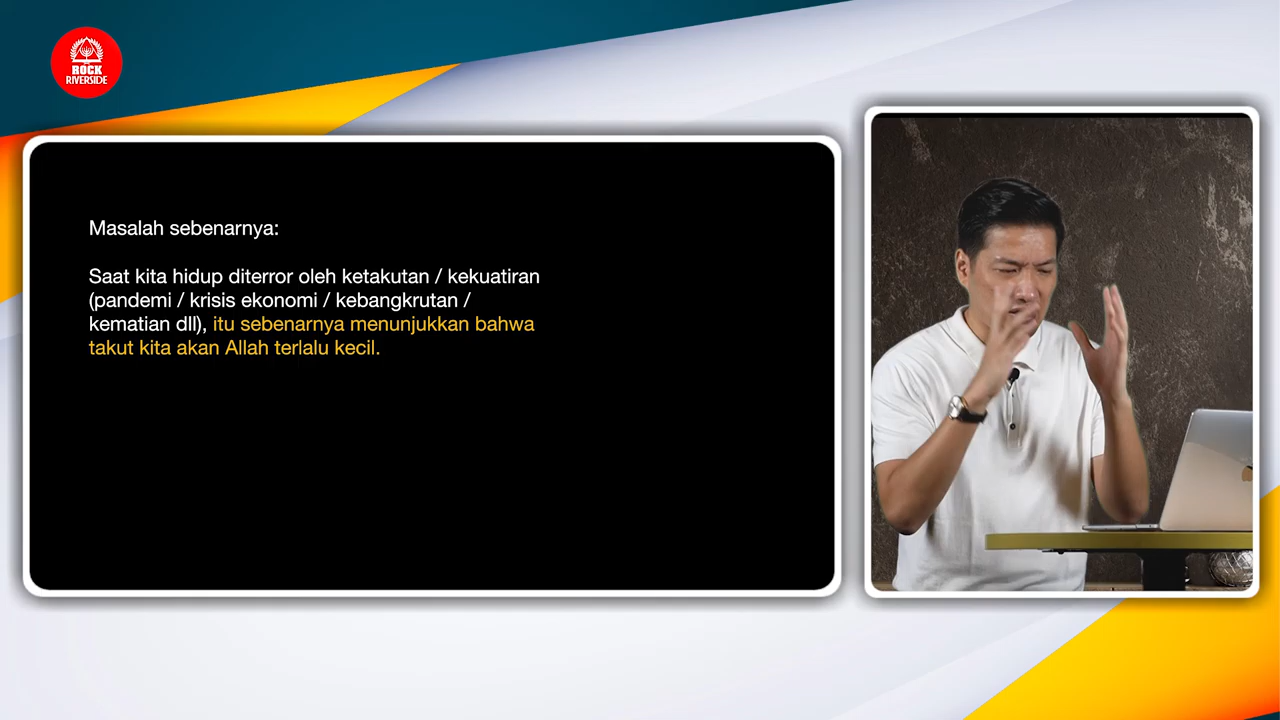 ROCK
RIVERSIDE
Masalah sebenarnya:
Saat kita hidup diterror oleh ketakutan / kekuatiran
(pandemi / krisis ekonomi / kebangkrutan /
kematian dll), itu sebenarnya menunjukkan bahwa
takut kita akan Allah terlalu kecil.